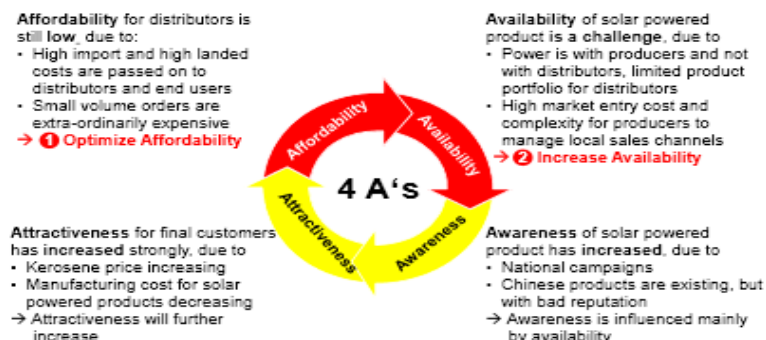 Affordability for distributors is
still low, due to:
• High import and high landed
costs are passed on to
distributors and end users
• Small volume orders are
extra-ordinarily expensive
→ 1 Optimize Affordability
Availability of solar powered
product is a challenge, due to
• Power is with producers and not
with distributors, limited product
portfolio for distributors
• High market entry cost and
complexity for producers to
manage local sales channels
→ 2 Increase Availability
Affordability
Availability
4 A's
Attractiveness
Awareness
Attractiveness for final customers
has increased strongly, due to
• Kerosene price increasing
• Manufacturing cost for solar
powered products decreasing
→ Attractiveness will further
increase
Awareness of solar powered
product has increased, due to
• National campaigns
• Chinese products are existing, but
with bad reputation
→ Awareness is influenced mainly
by availability